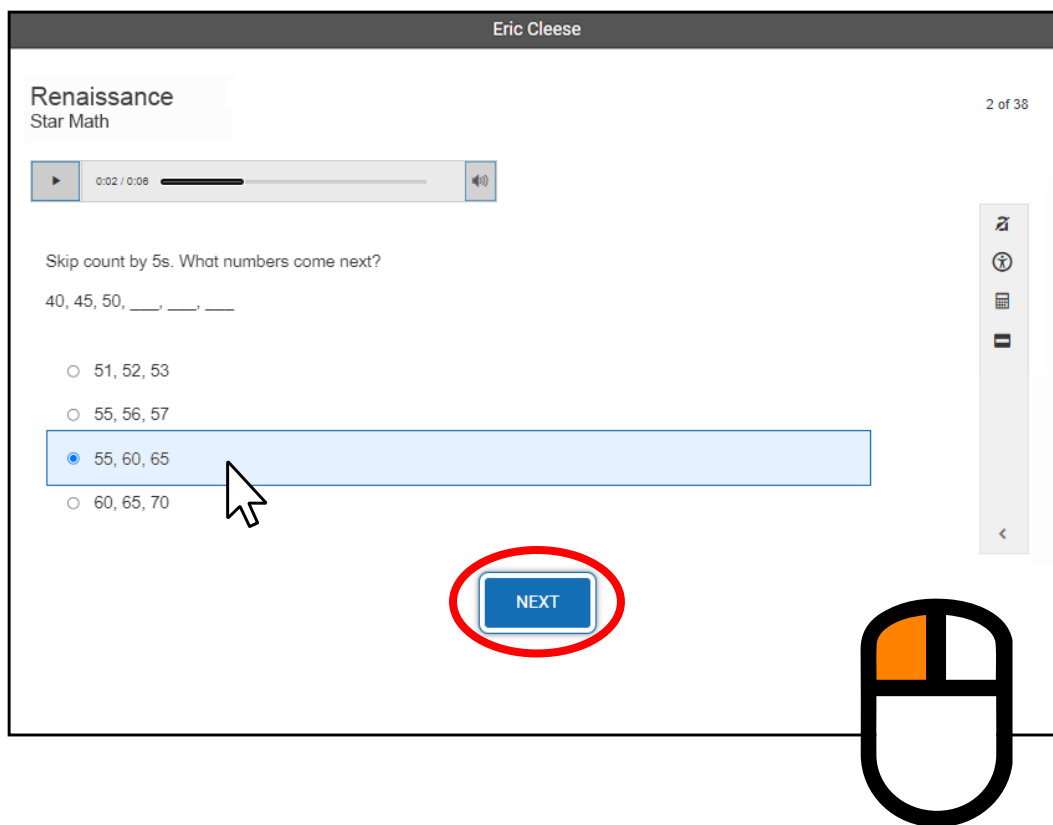 Eric Cleese
Renaissance
Star Math
2 of 38
0:02 / 0:06
Skip count by 5s. What numbers come next?
40, 45, 50, ___, ___, ___
51, 52, 53
55, 56, 57
55, 60, 65
60, 65, 70
NEXT